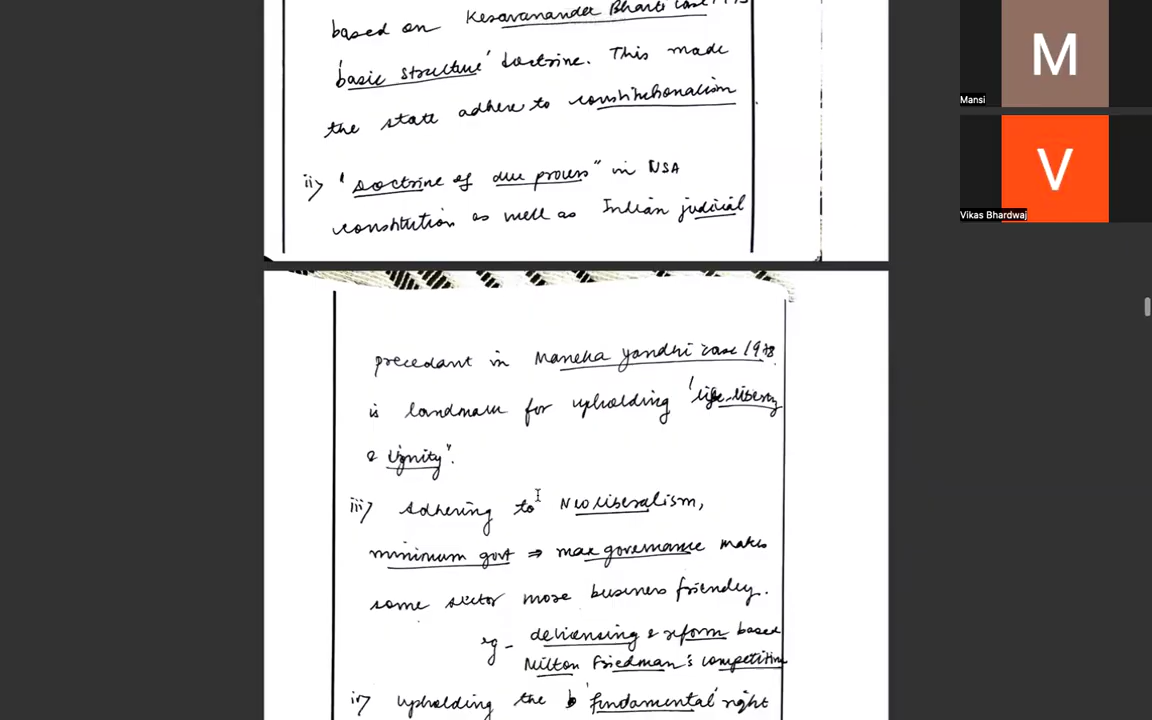 based on Kesavananda Bharti case 1973
'basic structure' doctrine. This made
the state adhere to constitutionalism
ii) "Doctrine of due process" in USA
constitution as well as Indian judicial
precedant in Maneka Gandhi case 1978
is landmark for upholding 'life-liberty
& dignity".
iii) Adhering to Neoliberalism,
minimum govt ⇒ max governance makes
some sector more business friendly.
eg - delicensing & reform based
Milton Friedman's competition
iv) upholding the 'fundamental' right
M
Mansi
V
Vikas Bhardwaj